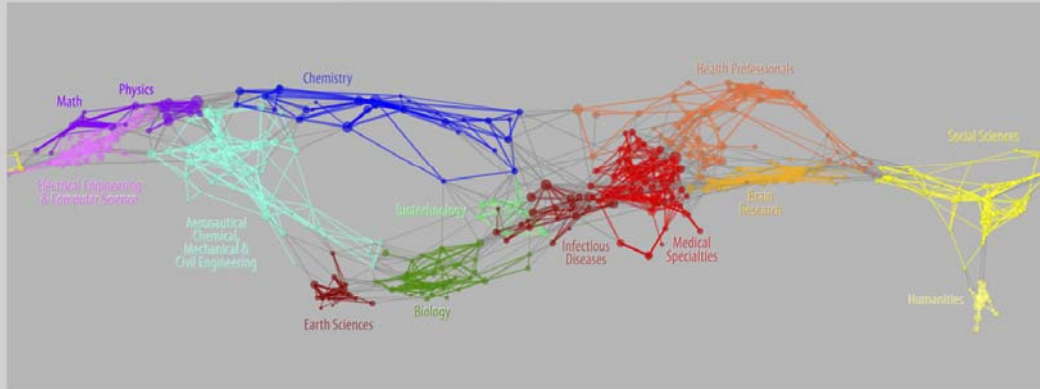 Math
Physics
Chemistry
Health Professionals
Social Sciences
Electrical Engineering
& Computer Science
Biotechnology
Brain
Research
Aeronautical
Chemical,
Mechanical &
Civil Engineering
Infectious
Diseases
Medical
Specialties
Earth Sciences
Biology
Humanities